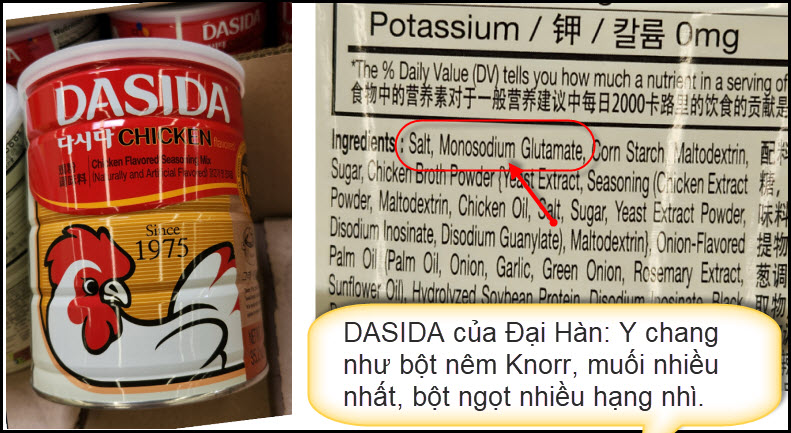 DASIDA
DASIDA
다시다 CHICKEN
Chicken Flavored Seasoning Mix
(Naturally and Artificial Flavored)
Since
1975
Potassium / 钾 / 칼륨 0mg
*The % Daily Value (DV) tells you how much a nutrient in a serving of
食物中的营养素对于一般营养建议中每日2000卡路里的饮食的贡献是
Ingredients : Salt, Monosodium Glutamate, Corn Starch, Maltodextrin,
Sugar, Chicken Broth Powder {Yeast Extract, Seasoning (Chicken Extract
Powder, Maltodextrin, Chicken Oil, Salt, Sugar, Yeast Extract Powder,
Disodium Inosinate, Disodium Guanylate), Maltodextrin}, Onion-Flavored
Palm Oil (Palm Oil, Onion, Garlic, Green Onion, Rosemary Extract,
Sunflower Oil), Hydrolyzed Soybean Protein, Disodium Inosinate, Black
配料
糖,
味料
提物
葱调
取物
DASIDA của Đại Hàn: Y chang
như bột nêm Knorr, muối nhiều
nhất, bột ngọt nhiều hạng nhì.